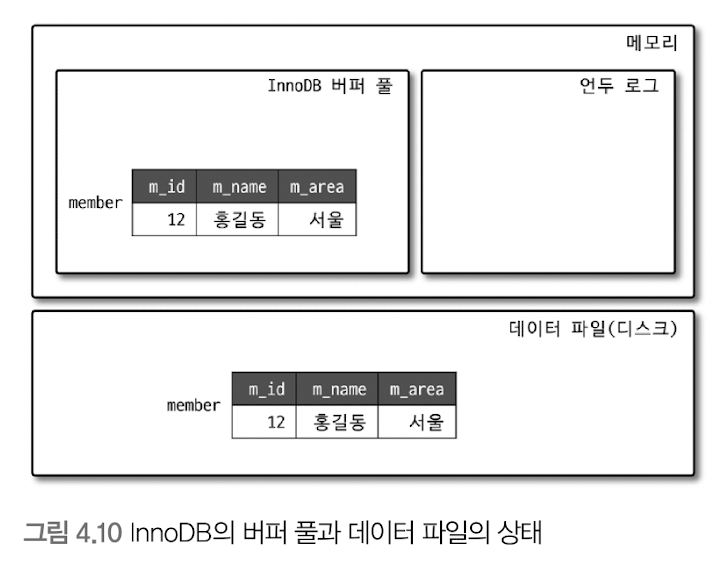 메모리
InnoDB 버퍼 풀
언두 로그
m_id m_name m_area
member
12 홍길동 서울
데이터 파일(디스크)
m_id m_name m_area
member
12 홍길동 서울
그림 4.10 InnoDB의 버퍼 풀과 데이터 파일의 상태